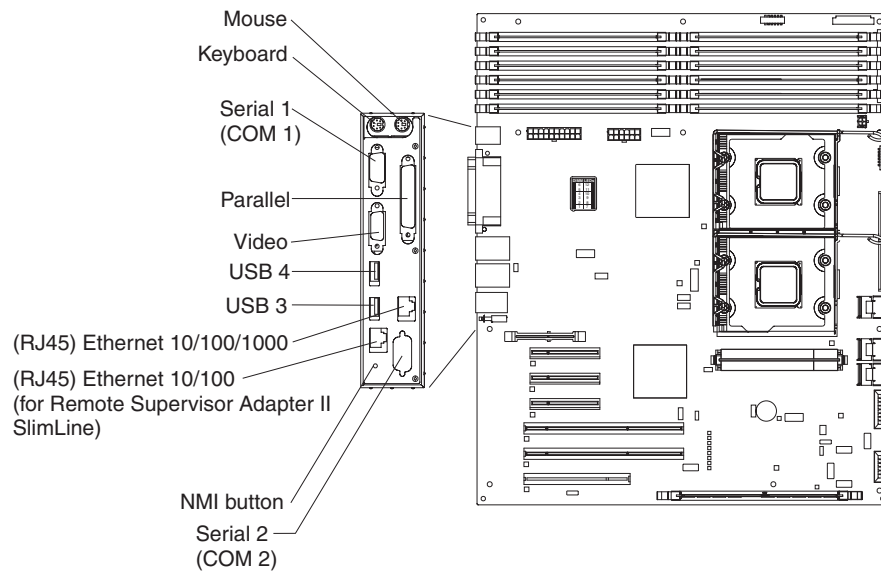 Mouse
Keyboard
Serial 1
(COM 1)
Parallel
Video
USB 4
USB 3
(RJ45) Ethernet 10/100/1000
(RJ45) Ethernet 10/100
(for Remote Supervisor Adapter II
SlimLine)
NMI button
Serial 2
(COM 2)